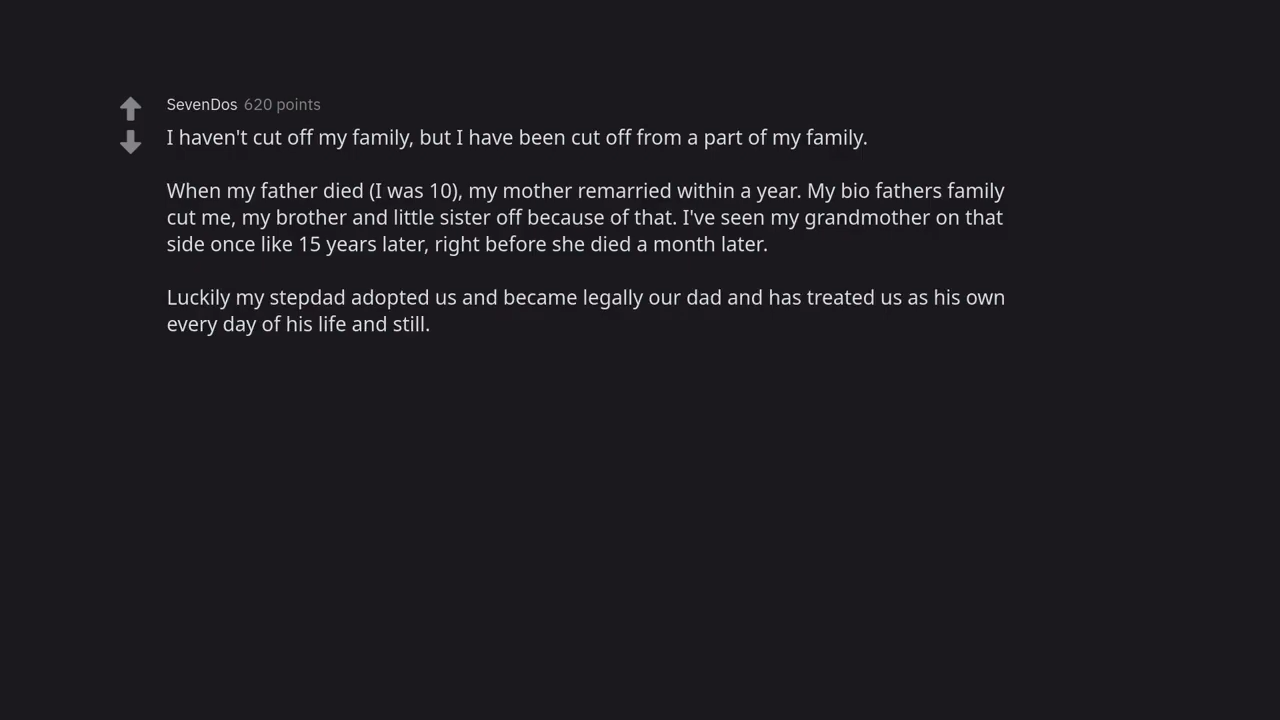 SevenDos 620 points
I haven't cut off my family, but I have been cut off from a part of my family.
When my father died (I was 10), my mother remarried within a year. My bio fathers family
cut me, my brother and little sister off because of that. I've seen my grandmother on that
side once like 15 years later, right before she died a month later.
Luckily my stepdad adopted us and became legally our dad and has treated us as his own
every day of his life and still.